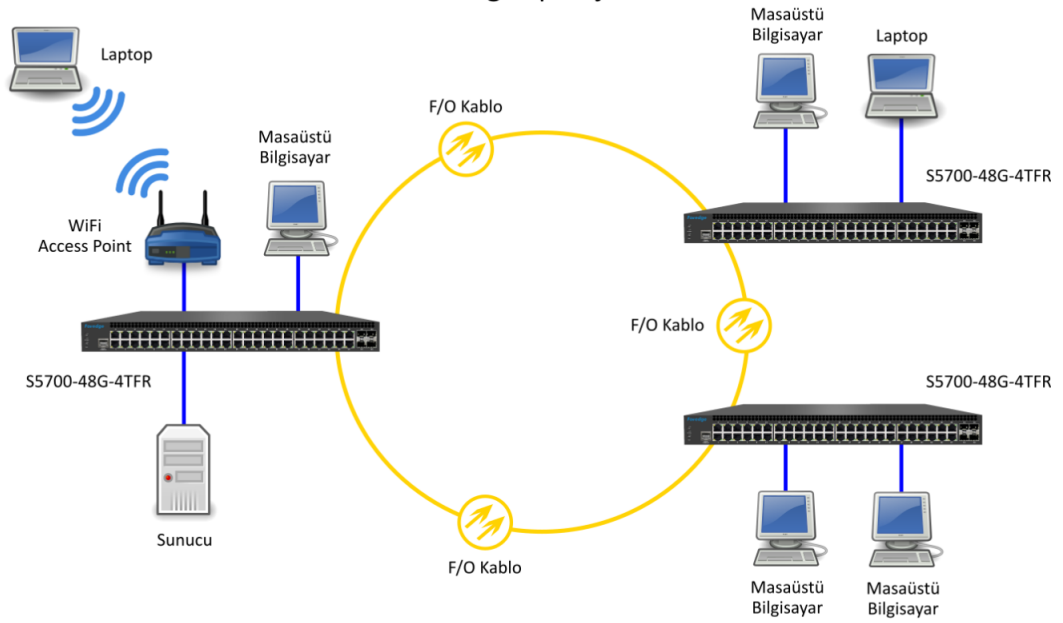 Masaüstü
Bilgisayar
Laptop
Laptop
F/O Kablo
Masaüstü
Bilgisayar
S5700-48G-4TFR
WiFi
Access Point
F/O Kablo
S5700-48G-4TFR
S5700-48G-4TFR
Sunucu
F/O Kablo
Masaüstü
Bilgisayar
Masaüstü
Bilgisayar